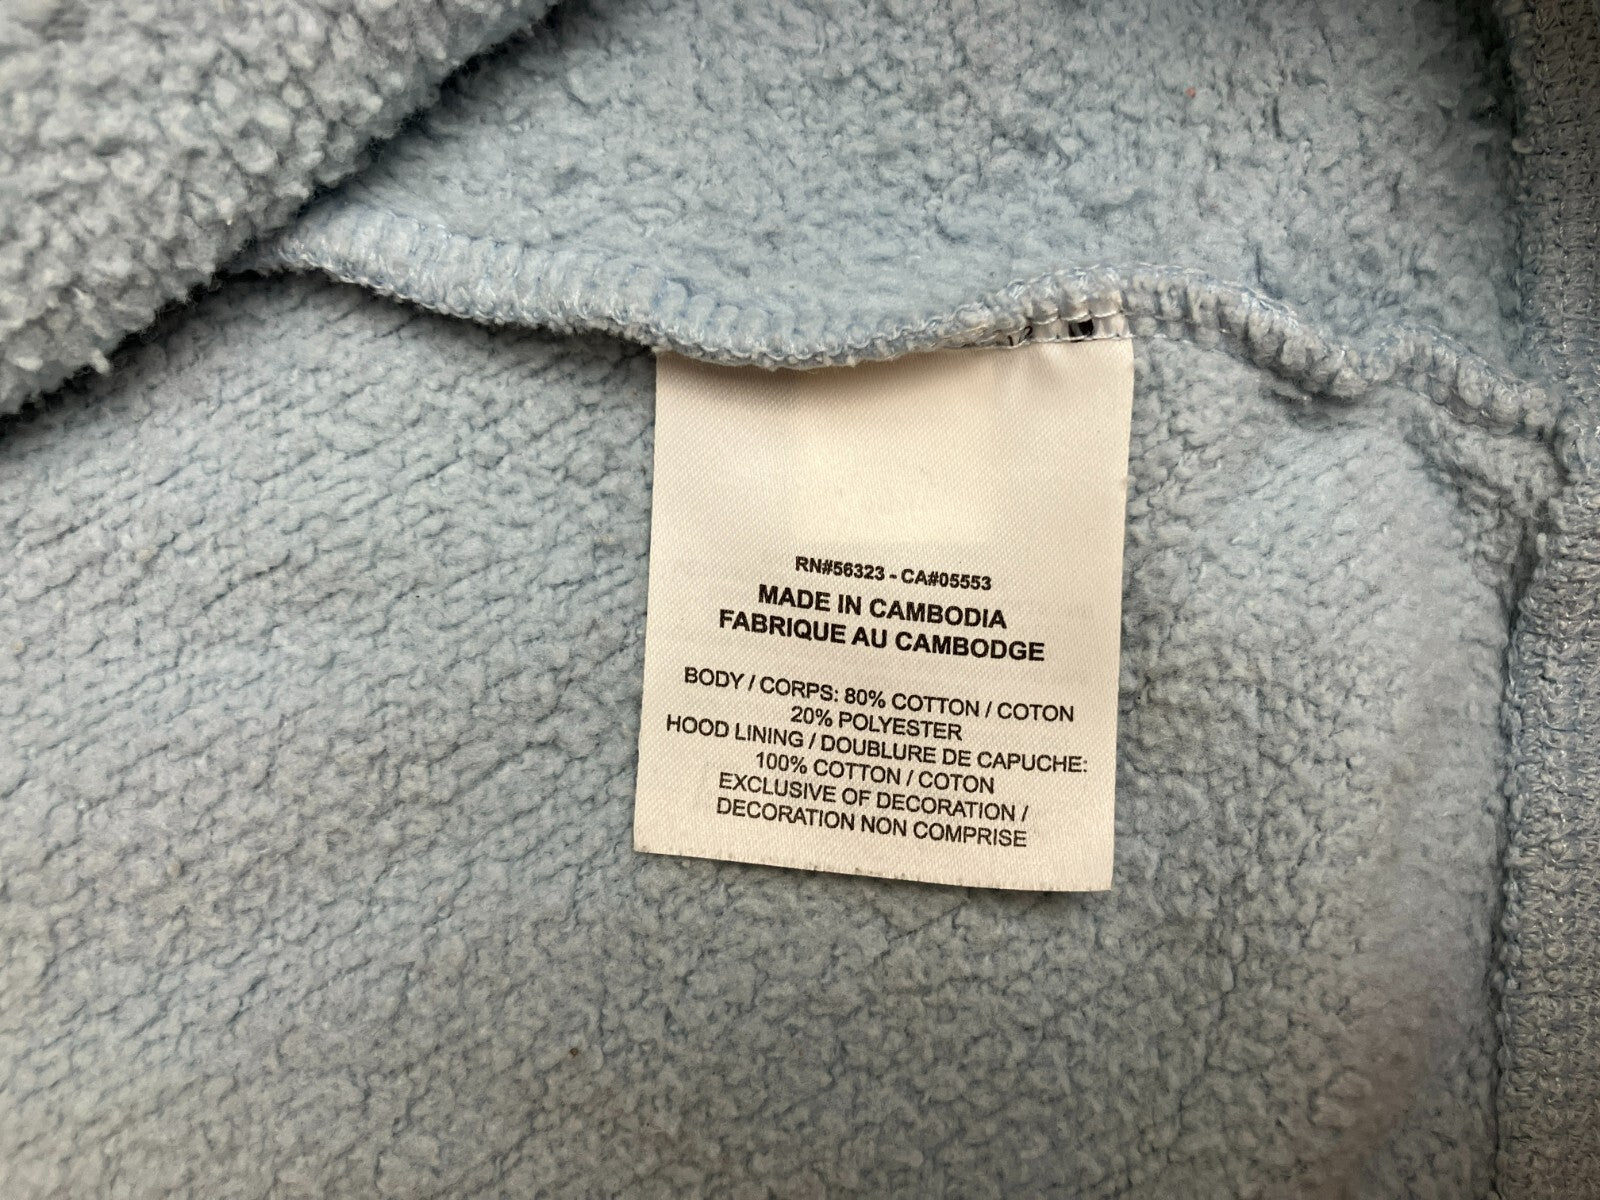 RN#56323 - CA#05553
MADE IN CAMBODIA
FABRIQUE AU CAMBODGE
BODY / CORPS: 80% COTTON / COTON
20% POLYESTER
HOOD LINING / DOUBLURE DE CAPUCHE:
100% COTTON / COTON
EXCLUSIVE OF DECORATION /
DECORATION NON COMPRISE